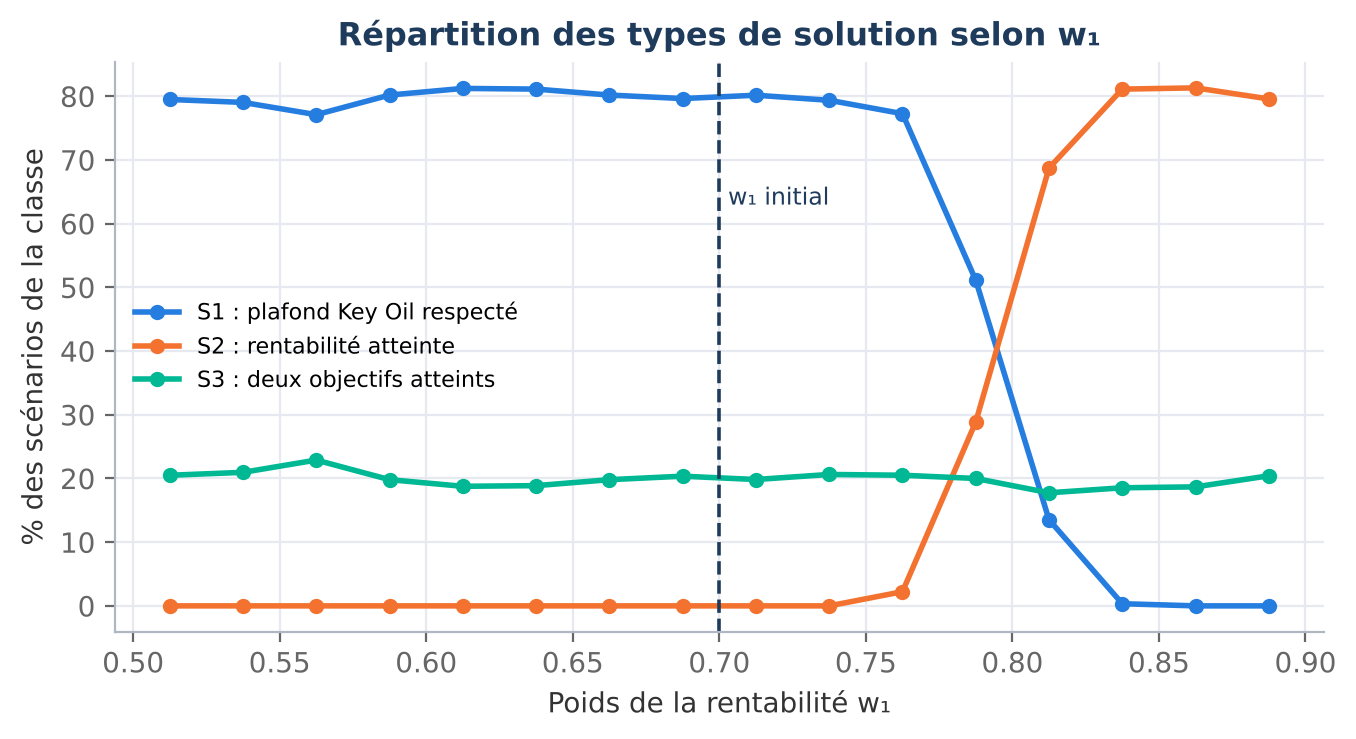 Répartition des types de solution selon w₁
% des scénarios de la classe
80
70
60
50
40
30
20
10
0
w₁ initial
S1 : plafond Key Oil respecté
S2 : rentabilité atteinte
S3 : deux objectifs atteints
0.50 0.55 0.60 0.65 0.70 0.75 0.80 0.85 0.90
Poids de la rentabilité w₁